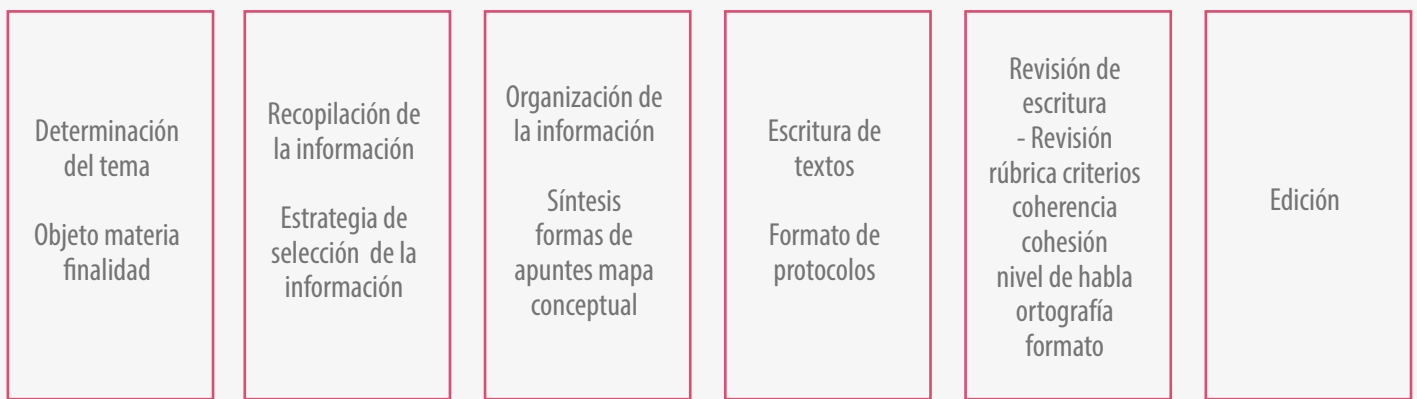 Determinación
del tema
Objeto materia
finalidad
Recopilación de
la información
Estrategia de
selección de la
información
Organización de
la información
Síntesis
formas de
apuntes mapa
conceptual
Escritura de
textos
Formato de
protocolos
Revisión de
escritura
- Revisión
rúbrica criterios
coherencia
cohesión
nivel de habla
ortografía
formato
Edición